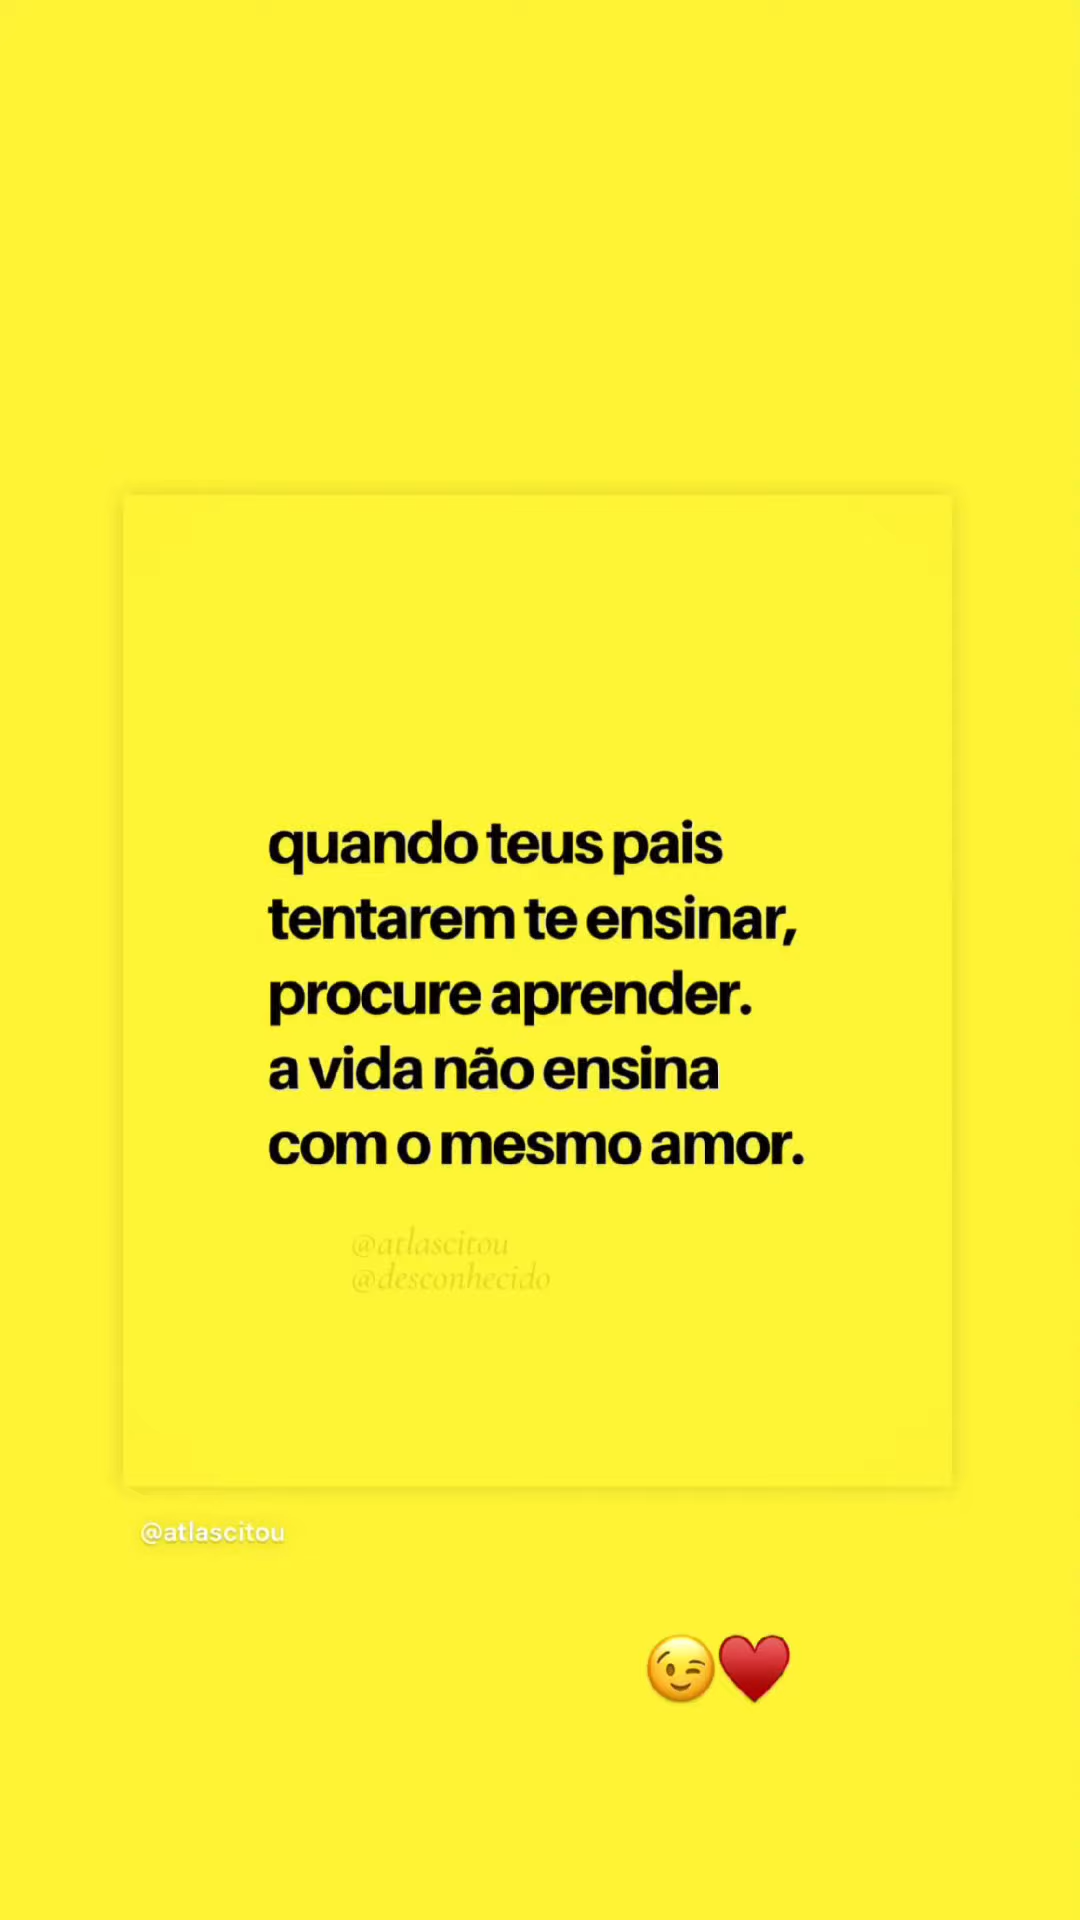 quando teus pais
tentarem te ensinar,
procure aprender.
a vida não ensina
com o mesmo amor.
@atlascitou
@desconhecido
@atlascitou
😉♥️